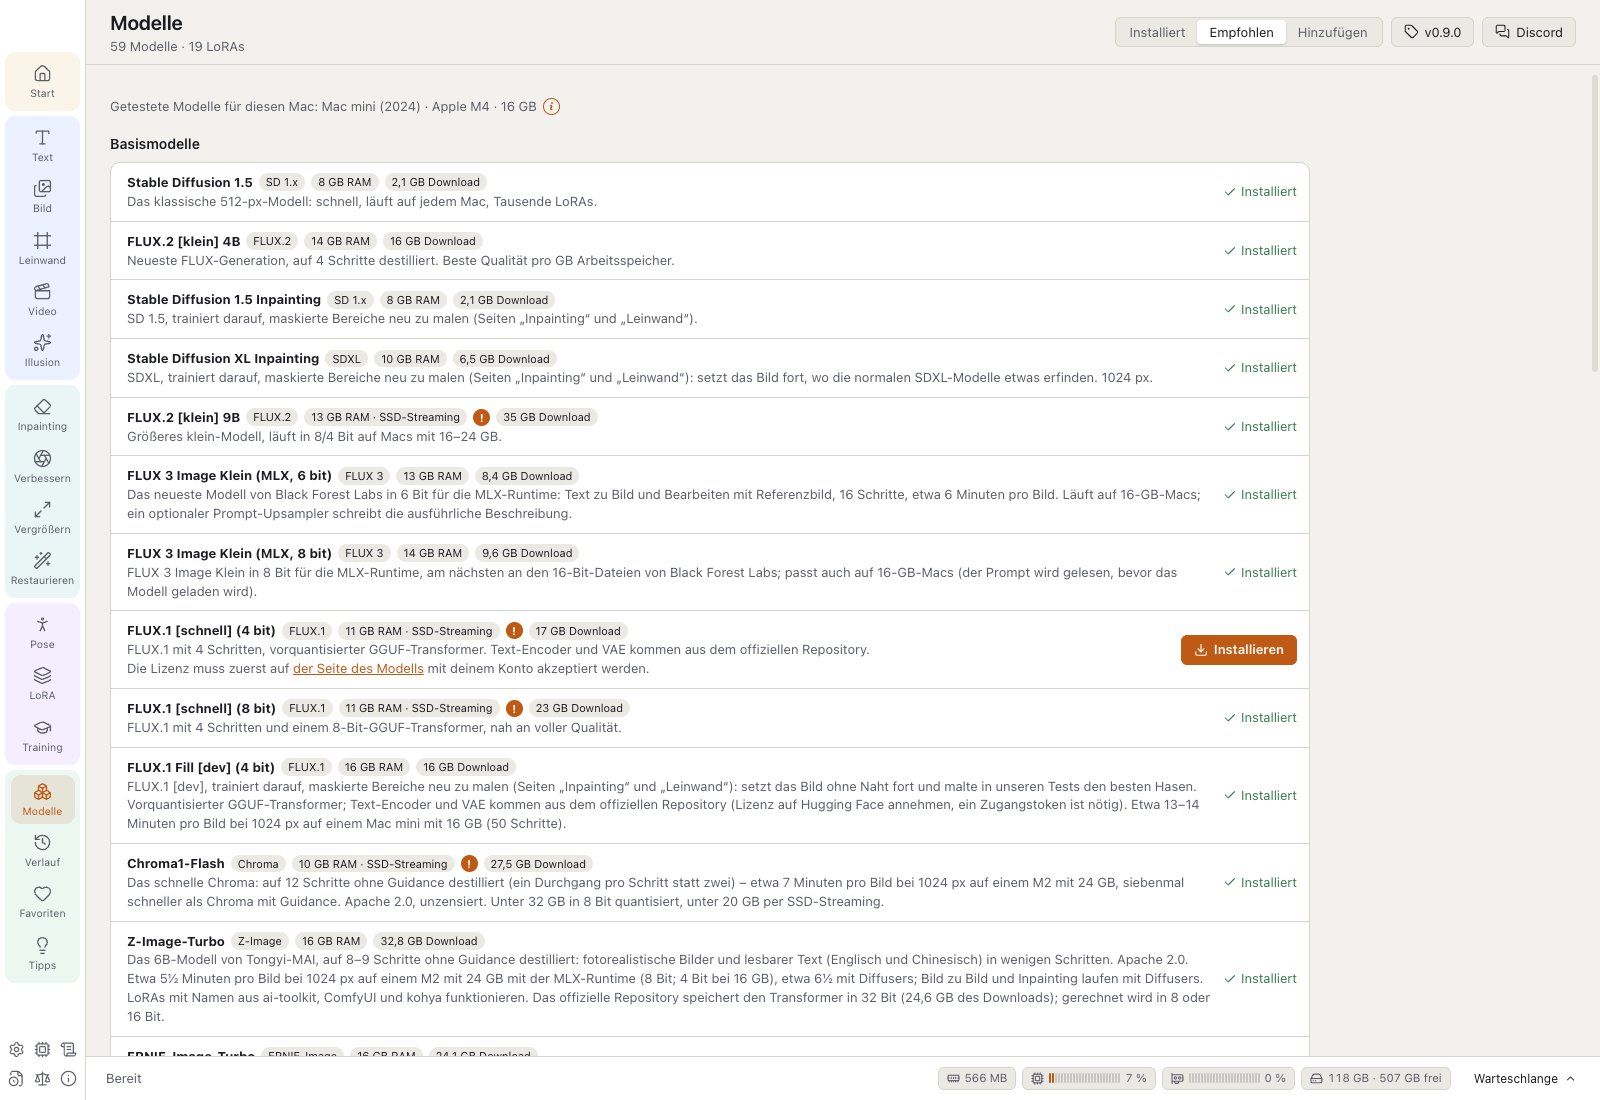 Modelle
59 Modelle · 19 LoRAs
Installiert
Empfohlen
Hinzufügen
v0.9.0
Discord
Start
Text
Bild
Leinwand
Video
Illusion
Inpainting
Verbessern
Vergrößern
Restaurieren
Pose
LoRA
Training
Modelle
Verlauf
Favoriten
Tipps
Getestete Modelle für diesen Mac: Mac mini (2024) · Apple M4 · 16 GB
Basismodelle
Stable Diffusion 1.5 SD 1.x 8 GB RAM 2,1 GB Download
Das klassische 512-px-Modell: schnell, läuft auf jedem Mac, Tausende LoRAs.
Installiert
FLUX.2 [klein] 4B FLUX.2 14 GB RAM 16 GB Download
Neueste FLUX-Generation, auf 4 Schritte destilliert. Beste Qualität pro GB Arbeitsspeicher.
Installiert
Stable Diffusion 1.5 Inpainting SD 1.x 8 GB RAM 2,1 GB Download
SD 1.5, trainiert darauf, maskierte Bereiche neu zu malen (Seiten „Inpainting“ und „Leinwand“).
Installiert
Stable Diffusion XL Inpainting SDXL 10 GB RAM 6,5 GB Download
SDXL, trainiert darauf, maskierte Bereiche neu zu malen (Seiten „Inpainting“ und „Leinwand“): setzt das Bild fort, wo die normalen SDXL-Modelle etwas erfinden. 1024 px.
Installiert
FLUX.2 [klein] 9B FLUX.2 13 GB RAM · SSD-Streaming ! 35 GB Download
Größeres klein-Modell, läuft in 8/4 Bit auf Macs mit 16–24 GB.
Installiert
FLUX 3 Image Klein (MLX, 6 bit) FLUX 3 13 GB RAM 8,4 GB Download
Das neueste Modell von Black Forest Labs in 6 Bit für die MLX-Runtime: Text zu Bild und Bearbeiten mit Referenzbild, 16 Schritte, etwa 6 Minuten pro Bild. Läuft auf 16-GB-Macs;
ein optionaler Prompt-Upsampler schreibt die ausführliche Beschreibung.
Installiert
FLUX 3 Image Klein (MLX, 8 bit) FLUX 3 14 GB RAM 9,6 GB Download
FLUX 3 Image Klein in 8 Bit für die MLX-Runtime, am nächsten an den 16-Bit-Dateien von Black Forest Labs; passt auch auf 16-GB-Macs (der Prompt wird gelesen, bevor das
Modell geladen wird).
Installiert
FLUX.1 [schnell] (4 bit) FLUX.1 11 GB RAM · SSD-Streaming ! 17 GB Download
FLUX.1 mit 4 Schritten, vorquantisierter GGUF-Transformer. Text-Encoder und VAE kommen aus dem offiziellen Repository.
Die Lizenz muss zuerst auf der Seite des Modells mit deinem Konto akzeptiert werden.
Installieren
FLUX.1 [schnell] (8 bit) FLUX.1 11 GB RAM · SSD-Streaming ! 23 GB Download
FLUX.1 mit 4 Schritten und einem 8-Bit-GGUF-Transformer, nah an voller Qualität.
Installiert
FLUX.1 Fill [dev] (4 bit) FLUX.1 16 GB RAM 16 GB Download
FLUX.1 [dev], trainiert darauf, maskierte Bereiche neu zu malen (Seiten „Inpainting“ und „Leinwand“): setzt das Bild ohne Naht fort und malte in unseren Tests den besten Hasen.
Vorquantisierter GGUF-Transformer; Text-Encoder und VAE kommen aus dem offiziellen Repository (Lizenz auf Hugging Face annehmen, ein Zugangstoken ist nötig). Etwa 13–14
Minuten pro Bild bei 1024 px auf einem Mac mini mit 16 GB (50 Schritte).
Installiert
Chroma1-Flash Chroma 10 GB RAM · SSD-Streaming ! 27,5 GB Download
Das schnelle Chroma: auf 12 Schritte ohne Guidance destilliert (ein Durchgang pro Schritt statt zwei) – etwa 7 Minuten pro Bild bei 1024 px auf einem M2 mit 24 GB, siebenmal
schneller als Chroma mit Guidance. Apache 2.0, unzensiert. Unter 32 GB in 8 Bit quantisiert, unter 20 GB per SSD-Streaming.
Installiert
Z-Image-Turbo Z-Image 16 GB RAM 32,8 GB Download
Das 6B-Modell von Tongyi-MAI, auf 8–9 Schritte ohne Guidance destilliert: fotorealistische Bilder und lesbarer Text (Englisch und Chinesisch) in wenigen Schritten. Apache 2.0.
Etwa 5½ Minuten pro Bild bei 1024 px auf einem M2 mit 24 GB mit der MLX-Runtime (8 Bit; 4 Bit bei 16 GB), etwa 6½ mit Diffusers; Bild zu Bild und Inpainting laufen mit Diffusers.
LoRAs mit Namen aus ai-toolkit, ComfyUI und kohya funktionieren. Das offizielle Repository speichert den Transformer in 32 Bit (24,6 GB des Downloads); gerechnet wird in 8 oder
16 Bit.
Installiert
ERNIE-Image-Turbo ERNIE-Image 16 GB RAM 24,1 GB Download
Bereit
566 MB
7 %
0 %
118 GB · 507 GB frei
Warteschlange